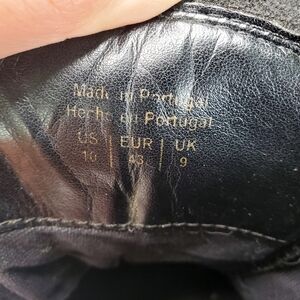 Made in Portugal
Hecho en Portugal
US | EUR | UK
10 | 43 | 9